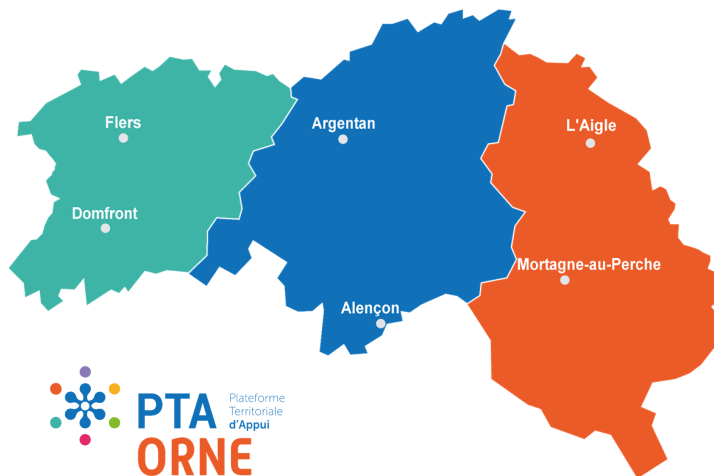 Flers
Argentan
L'Aigle
Domfront
Mortagne-au-Perche
Alençon
PTA
Plateforme
Territoriale
d'Appui
ORNE